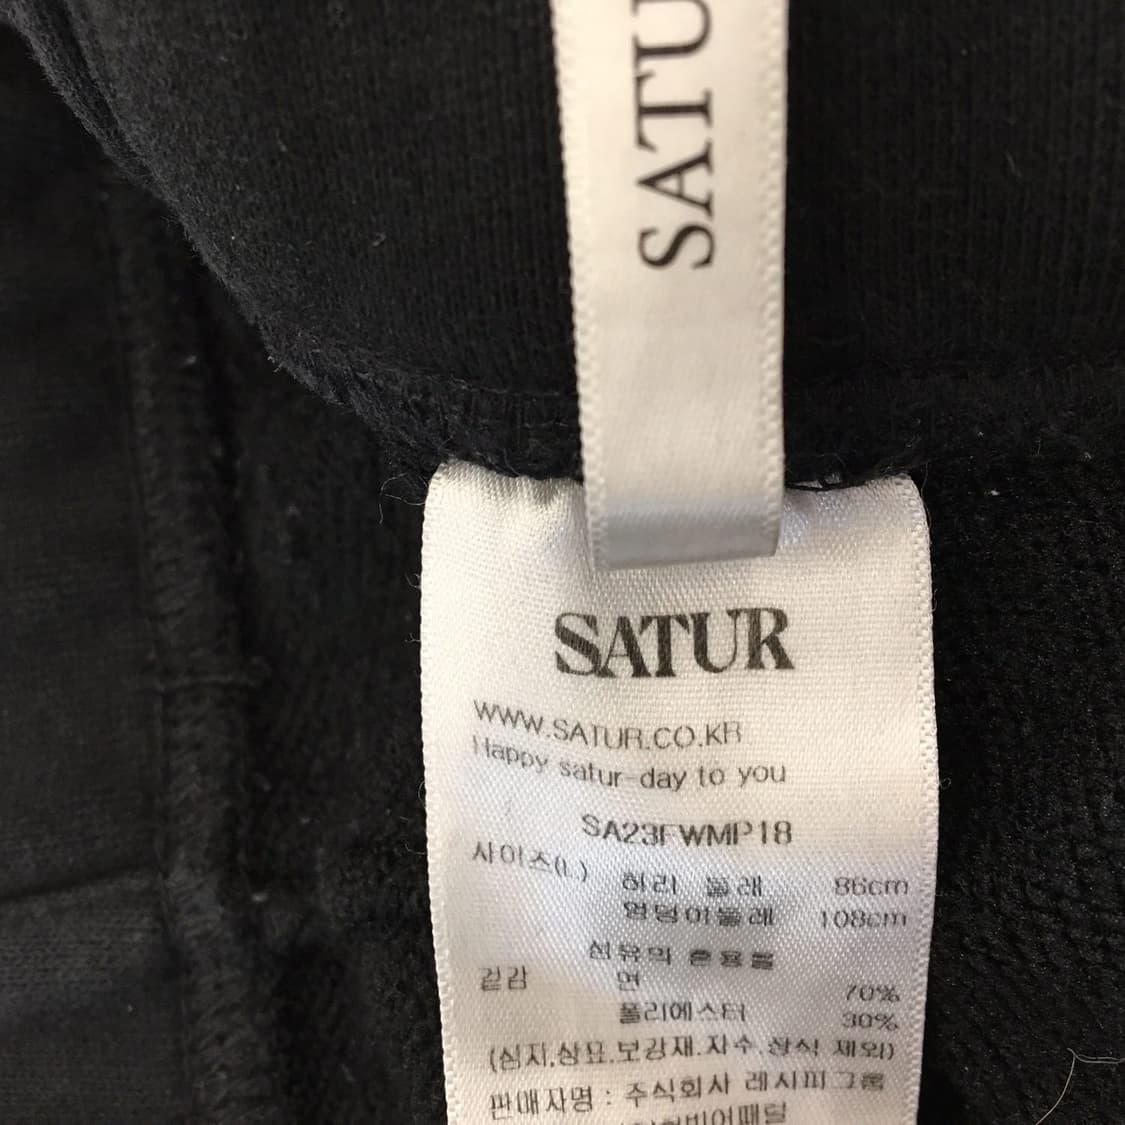 SATU
SATUR
WWW.SATUR.CO.KR
Happy satur-day to you
SA23FWMP18
사이즈(L) 허리 둘레 86cm
엉덩이둘레 108cm
섬유의 혼용률
겉감 면 70%
폴리에스터 30%
(심지,상표,보강재,자수,장식 제외)
판매자명 : 주식회사 레시피그룹